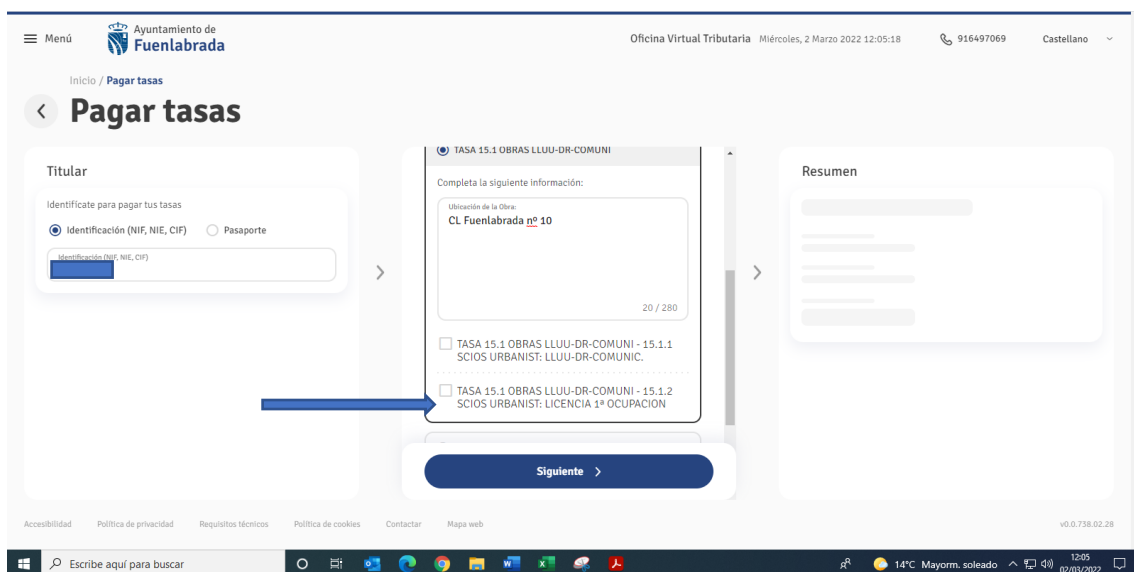 Menú
Ayuntamiento de
Fuenlabrada
Oficina Virtual Tributaria Miércoles, 2 Marzo 2022 12:05:18
916497069
Castellano
Inicio / Pagar tasas
Pagar tasas
Titular
Identifícate para pagar tus tasas
Identificación (NIF, NIE, CIF)
Pasaporte
Identificación (NIF, NIE, CIF)
TASA 15.1 OBRAS LLUU-DR-COMUNI
Completa la siguiente información:
Ubicación de la Obra:
CL Fuenlabrada nº 10
20 / 280
TASA 15.1 OBRAS LLUU-DR-COMUNI - 15.1.1
SCIOS URBANIST: LLUU-DR-COMUNIC.
TASA 15.1 OBRAS LLUU-DR-COMUNI - 15.1.2
SCIOS URBANIST: LICENCIA 1ª OCUPACION
Siguiente
Resumen
Accesibilidad Política de privacidad Requisitos técnicos Política de cookies Contactar Mapa web
v0.0.738.02.28
Escribe aquí para buscar
14°C Mayorm. soleado
12:05
02/03/2022